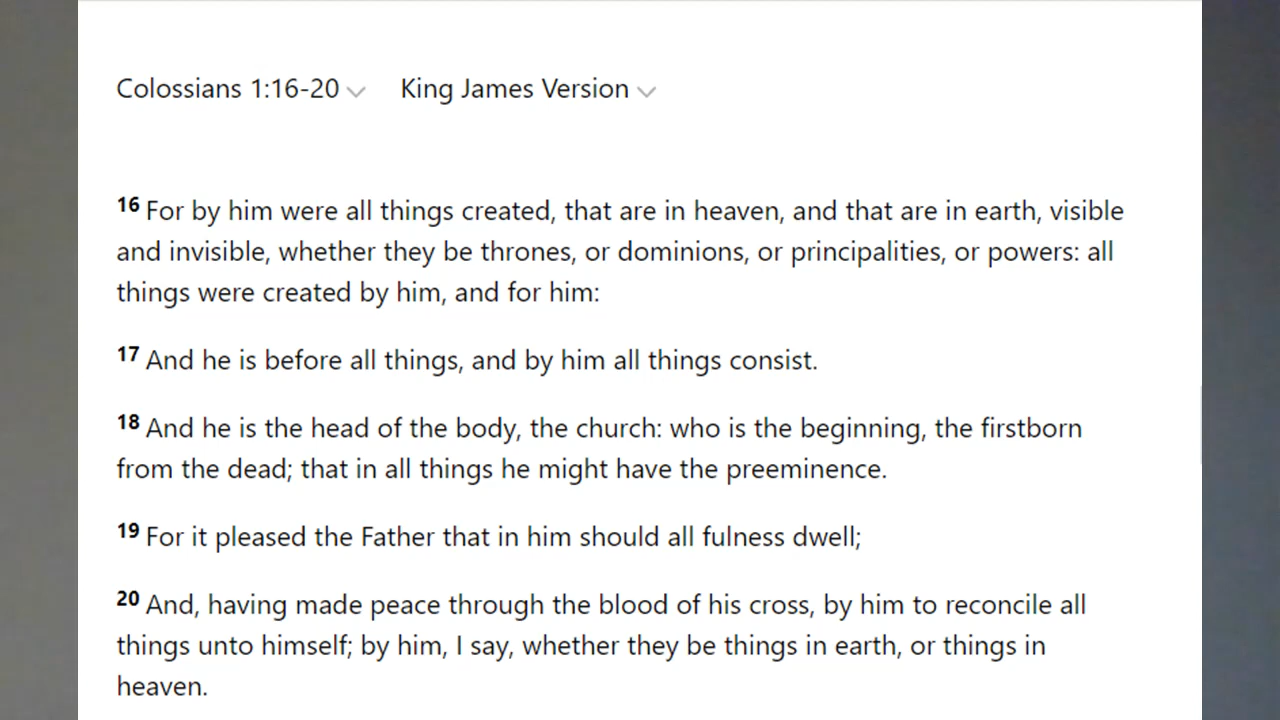 Colossians 1:16-20 King James Version
16 For by him were all things created, that are in heaven, and that are in earth, visible
and invisible, whether they be thrones, or dominions, or principalities, or powers: all
things were created by him, and for him:
17 And he is before all things, and by him all things consist.
18 And he is the head of the body, the church: who is the beginning, the firstborn
from the dead; that in all things he might have the preeminence.
19 For it pleased the Father that in him should all fulness dwell;
20 And, having made peace through the blood of his cross, by him to reconcile all
things unto himself; by him, I say, whether they be things in earth, or things in
heaven.